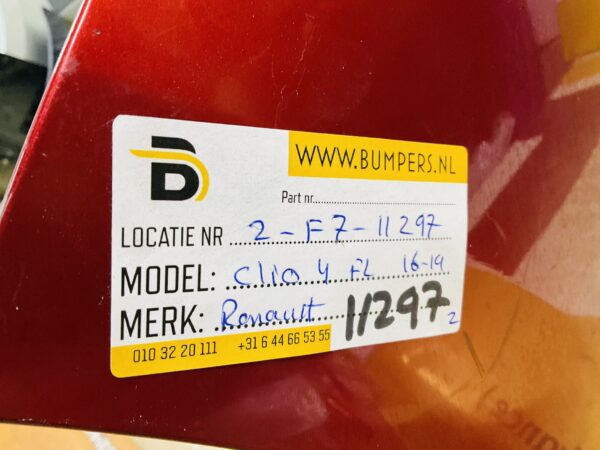 WWW.BUMPERS.NL
B
Part nr.
LOCATIE NR 2-F7-11297
MODEL: Clio 4 FL 16-19
MERK: Renault 11297 2
010 32 20 111 +31 6 44 66 53 55